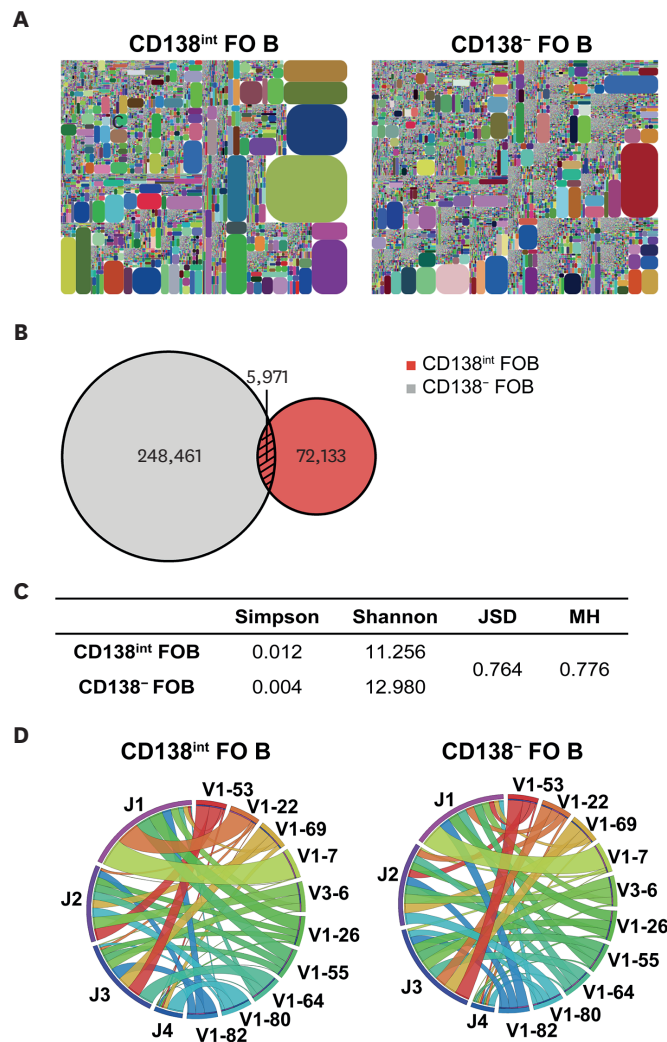 A
CD138int FO B
CD138– FO B
C
B
5,971
248,461
72,133
CD138int FOB
CD138– FOB
C
Simpson Shannon JSD MH
CD138int FOB 0.012 11.256
0.764 0.776
CD138– FOB 0.004 12.980
D
CD138int FO B
V1-53
V1-22
V1-69
V1-7
V3-6
V1-26
V1-55
V1-64
V1-80
V1-82
J4
J3
J2
J1
CD138– FO B
V1-53
V1-22
V1-69
V1-7
V3-6
V1-26
V1-55
V1-64
V1-80
V1-82
J4
J3
J2
J1